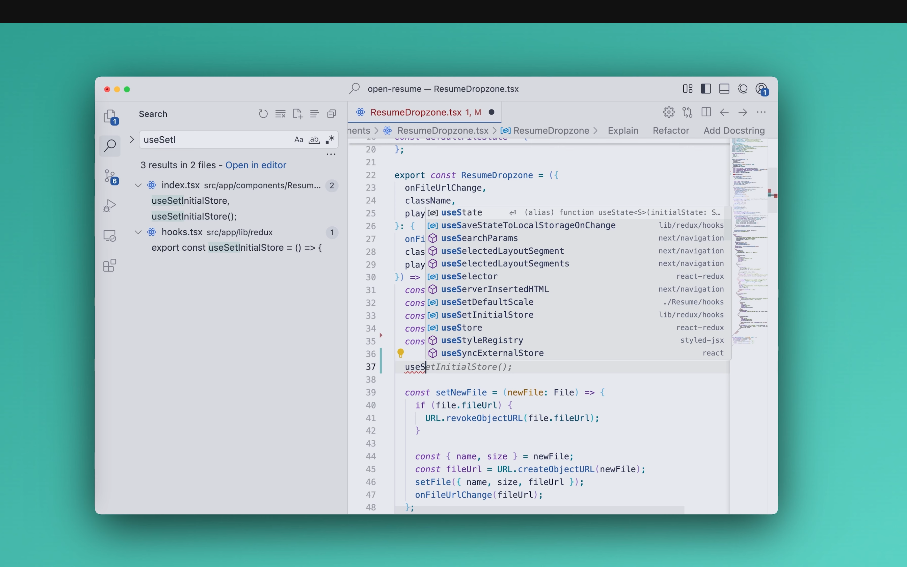 open-resume — ResumeDropzone.tsx
1
Search
ResumeDropzone.tsx 1, M
nents > ResumeDropzone.tsx > ResumeDropzone > Explain Refactor Add Docstring
useSetI
Aa ab .*
3 results in 2 files - Open in editor
index.tsx src/app/components/Resum... 2
useSetInitialStore,
useSetInitialStore();
hooks.tsx src/app/lib/redux 1
export const useSetInitialStore = () => {
1
6
20 };
21
22 export const ResumeDropzone = ({
23 onFileUrlChange,
24 className,
25 play
26 }: {
27 onFi
28 clas
29 play
30 }) =>
31 cons
32 cons
33 cons
34 cons
35 cons
36
37 useSetInitialStore();
38
39 const setNewFile = (newFile: File) => {
40 if (file.fileUrl) {
41 URL.revokeObjectURL(file.fileUrl);
42 }
43
44 const { name, size } = newFile;
45 const fileUrl = URL.createObjectURL(newFile);
46 setFile({ name, size, fileUrl });
47 onFileUrlChange(fileUrl);
48 };
useState (alias) function useState<S>(initialState: S...
useSaveStateToLocalStorageOnChange lib/redux/hooks
useSearchParams next/navigation
useSelectedLayoutSegment next/navigation
useSelectedLayoutSegments next/navigation
useSelector react-redux
useServerInsertedHTML next/navigation
useSetDefaultScale ./Resume/hooks
useSetInitialStore lib/redux/hooks
useStore react-redux
useStyleRegistry styled-jsx
useSyncExternalStore react